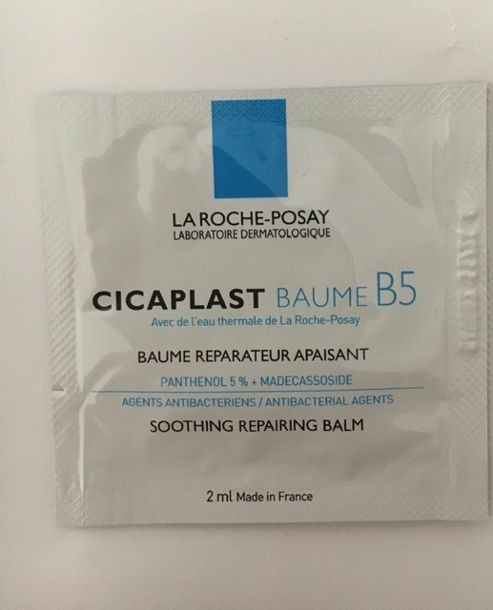 LA ROCHE-POSAY
LABORATOIRE DERMATOLOGIQUE
CICAPLAST BAUME B5
Avec de l'eau thermale de La Roche-Posay
BAUME REPARATEUR APAISANT
PANTHENOL 5% + MADECASSOSIDE
AGENTS ANTIBACTERIENS / ANTIBACTERIAL AGENTS
SOOTHING REPAIRING BALM
2 ml Made in France